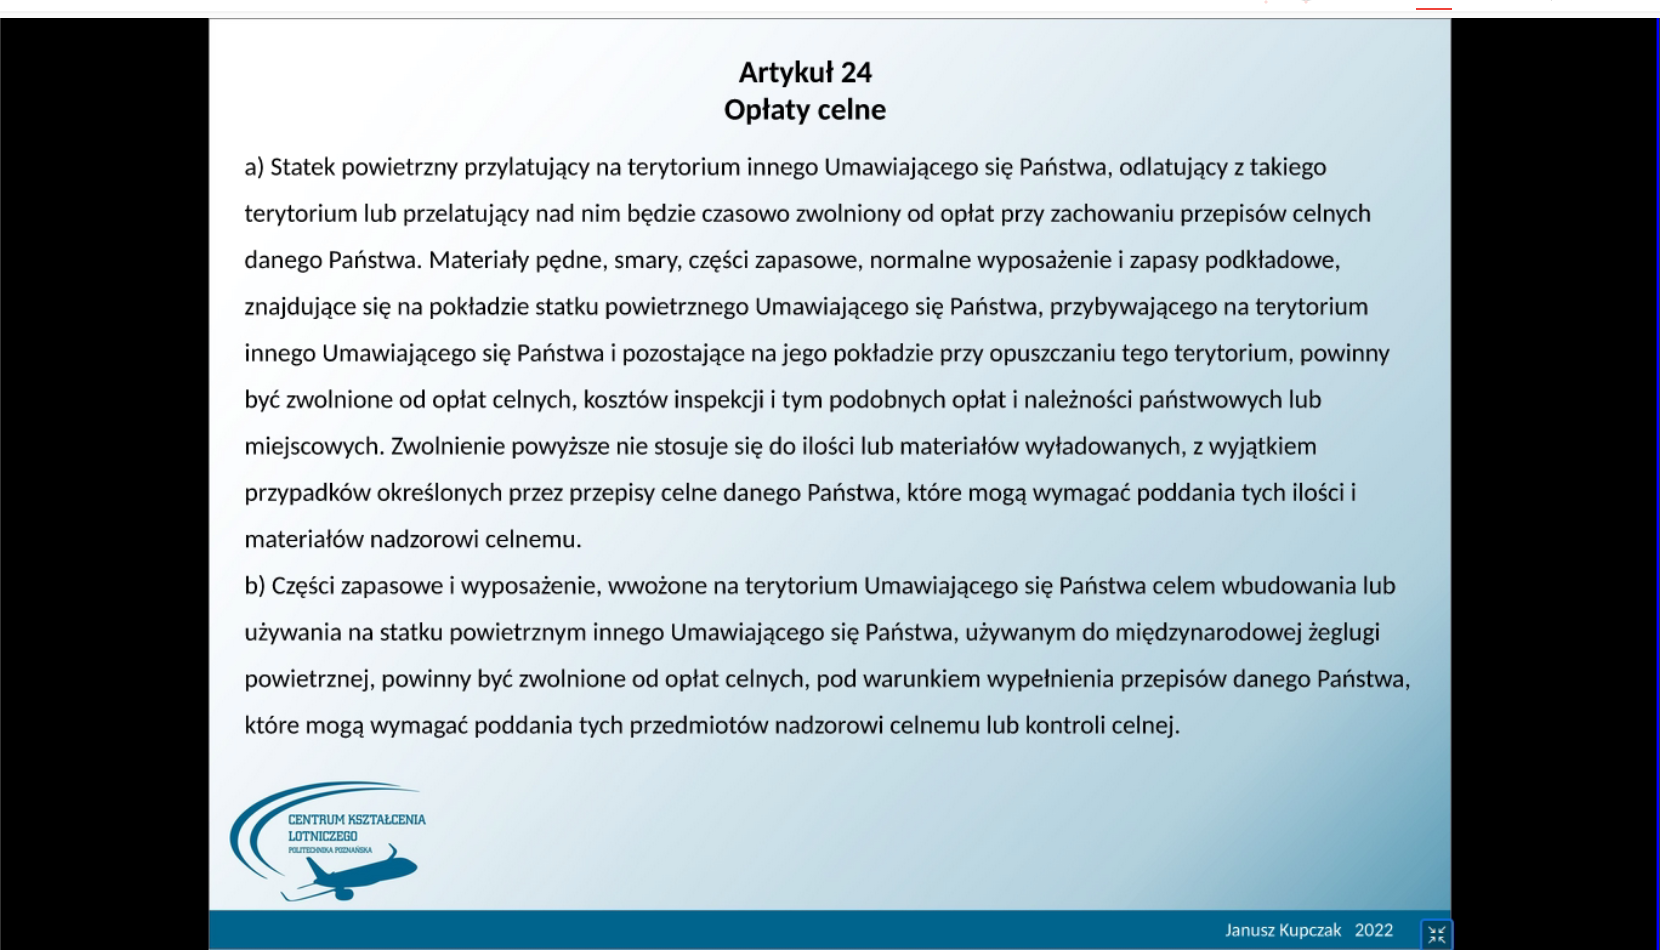 Artykuł 24
Opłaty celne
a) Statek powietrzny przylatujący na terytorium innego Umawiającego się Państwa, odlatujący z takiego
terytorium lub przelatujący nad nim będzie czasowo zwolniony od opłat przy zachowaniu przepisów celnych
danego Państwa. Materiały pędne, smary, części zapasowe, normalne wyposażenie i zapasy podkładowe,
znajdujące się na pokładzie statku powietrznego Umawiającego się Państwa, przybywającego na terytorium
innego Umawiającego się Państwa i pozostające na jego pokładzie przy opuszczaniu tego terytorium, powinny
być zwolnione od opłat celnych, kosztów inspekcji i tym podobnych opłat i należności państwowych lub
miejscowych. Zwolnienie powyższe nie stosuje się do ilości lub materiałów wyładowanych, z wyjątkiem
przypadków określonych przez przepisy celne danego Państwa, które mogą wymagać poddania tych ilości i
materiałów nadzorowi celnemu.
b) Części zapasowe i wyposażenie, wwożone na terytorium Umawiającego się Państwa celem wbudowania lub
używania na statku powietrznym innego Umawiającego się Państwa, używanym do międzynarodowej żeglugi
powietrznej, powinny być zwolnione od opłat celnych, pod warunkiem wypełnienia przepisów danego Państwa,
które mogą wymagać poddania tych przedmiotów nadzorowi celnemu lub kontroli celnej.
CENTRUM KSZTAŁCENIA
LOTNICZEGO
POLITECHNIKA POZNAŃSKA
Janusz Kupczak 2022